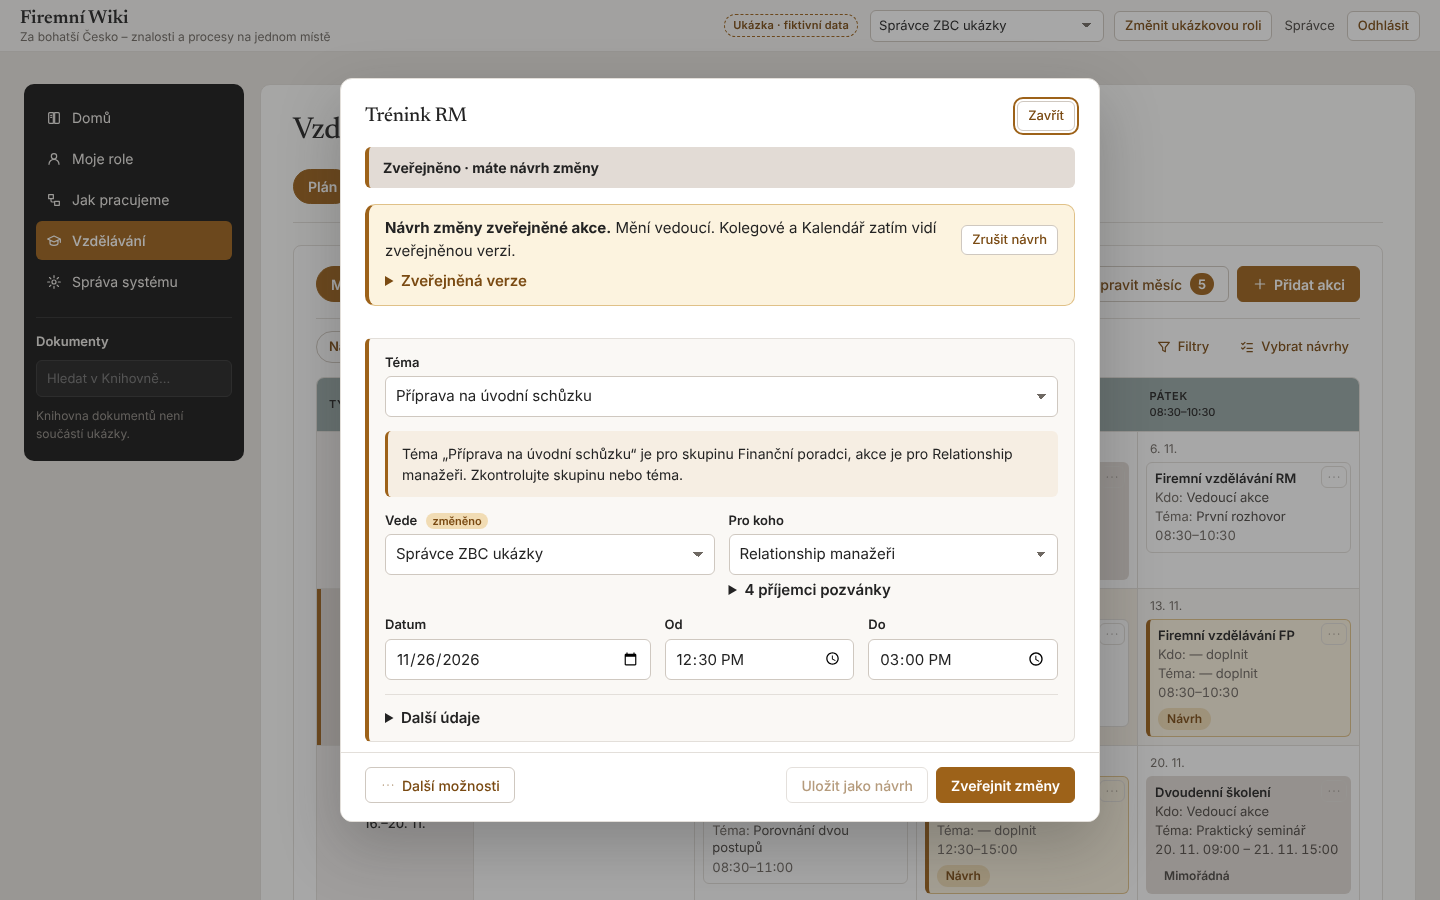 Firemní Wiki
Za bohatší Česko – znalosti a procesy na jednom místě
Ukázka · fiktivní data
Správce ZBC ukázky
Změnit ukázkovou roli
Správce
Odhlásit
Domů
Moje role
Jak pracujeme
Vzdělávání
Správa systému
Dokumenty
Hledat v Knihovně…
Knihovna dokumentů není
součástí ukázky.
Vzd
Plán
Trénink RM
Zavřít
Zveřejněno · máte návrh změny
Návrh změny zveřejněné akce. Mění vedoucí. Kolegové a Kalendář zatím vidí
zveřejněnou verzi.
Zrušit návrh
Zveřejněná verze
Téma
Příprava na úvodní schůzku
Téma „Příprava na úvodní schůzku“ je pro skupinu Finanční poradci, akce je pro Relationship
manažeři. Zkontrolujte skupinu nebo téma.
Vede změněno
Správce ZBC ukázky
Pro koho
Relationship manažeři
4 příjemci pozvánky
Datum
11/26/2026
Od
12:30 PM
Do
03:00 PM
Další údaje
··· Další možnosti
Uložit jako návrh
Zveřejnit změny
pravit měsíc 5
+ Přidat akci
Filtry
Vybrat návrhy
PÁTEK
08:30–10:30
6. 11.
Firemní vzdělávání RM
Kdo: Vedoucí akce
Téma: První rozhovor
08:30–10:30
13. 11.
Firemní vzdělávání FP
Kdo: — doplnit
Téma: — doplnit
08:30–10:30
Návrh
20. 11.
Dvoudenní školení
Kdo: Vedoucí akce
Téma: Praktický seminář
20. 11. 09:00 – 21. 11. 15:00
Mimořádná
16.–20. 11.
Téma: Porovnání dvou
postupů
08:30–11:00
Téma: — doplnit
12:30–15:00
Návrh